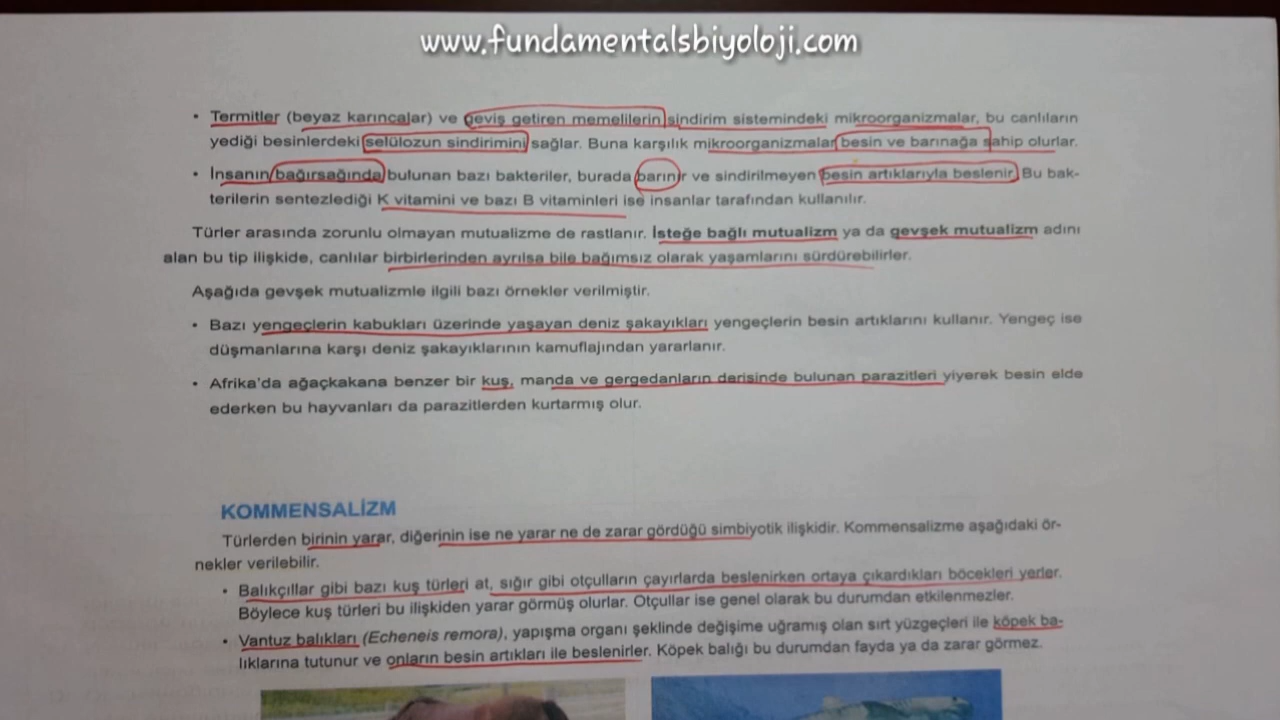 www.fundamentalsbiyoloji.com
• Termitler (beyaz karıncalar) ve geviş getiren memelilerin sindirim sistemindeki mikroorganizmalar, bu canlıların
yediği besinlerdeki selülozun sindirimini sağlar. Buna karşılık mikroorganizmalar besin ve barınağa sahip olurlar.
• İnsanın bağırsağında bulunan bazı bakteriler, burada barınır ve sindirilmeyen besin artıklarıyla beslenir. Bu bak-
terilerin sentezlediği K vitamini ve bazı B vitaminleri ise insanlar tarafından kullanılır.
Türler arasında zorunlu olmayan mutualizme de rastlanır. İsteğe bağlı mutualizm ya da gevşek mutualizm adını
alan bu tip ilişkide, canlılar birbirlerinden ayrılsa bile bağımsız olarak yaşamlarını sürdürebilirler.
Aşağıda gevşek mutualizmle ilgili bazı örnekler verilmiştir.
• Bazı yengeçlerin kabukları üzerinde yaşayan deniz şakayıkları yengeçlerin besin artıklarını kullanır. Yengeç ise
düşmanlarına karşı deniz şakayıklarının kamuflajından yararlanır.
• Afrika'da ağaçkakana benzer bir kuş, manda ve gergedanların derisinde bulunan parazitleri yiyerek besin elde
ederken bu hayvanları da parazitlerden kurtarmış olur.
KOMMENSALİZM
Türlerden birinin yarar, diğerinin ise ne yarar ne de zarar gördüğü simbiyotik ilişkidir. Kommensalizme aşağıdaki ör-
nekler verilebilir.
• Balıkçıllar gibi bazı kuş türleri at, sığır gibi otçulların çayırlarda beslenirken ortaya çıkardıkları böcekleri yerler.
Böylece kuş türleri bu ilişkiden yarar görmüş olurlar. Otçullar ise genel olarak bu durumdan etkilenmezler.
• Vantuz balıkları (Echeneis remora), yapışma organı şeklinde değişime uğramış olan sırt yüzgeçleri ile köpek ba-
lıklarına tutunur ve onların besin artıkları ile beslenirler. Köpek balığı bu durumdan fayda ya da zarar görmez.